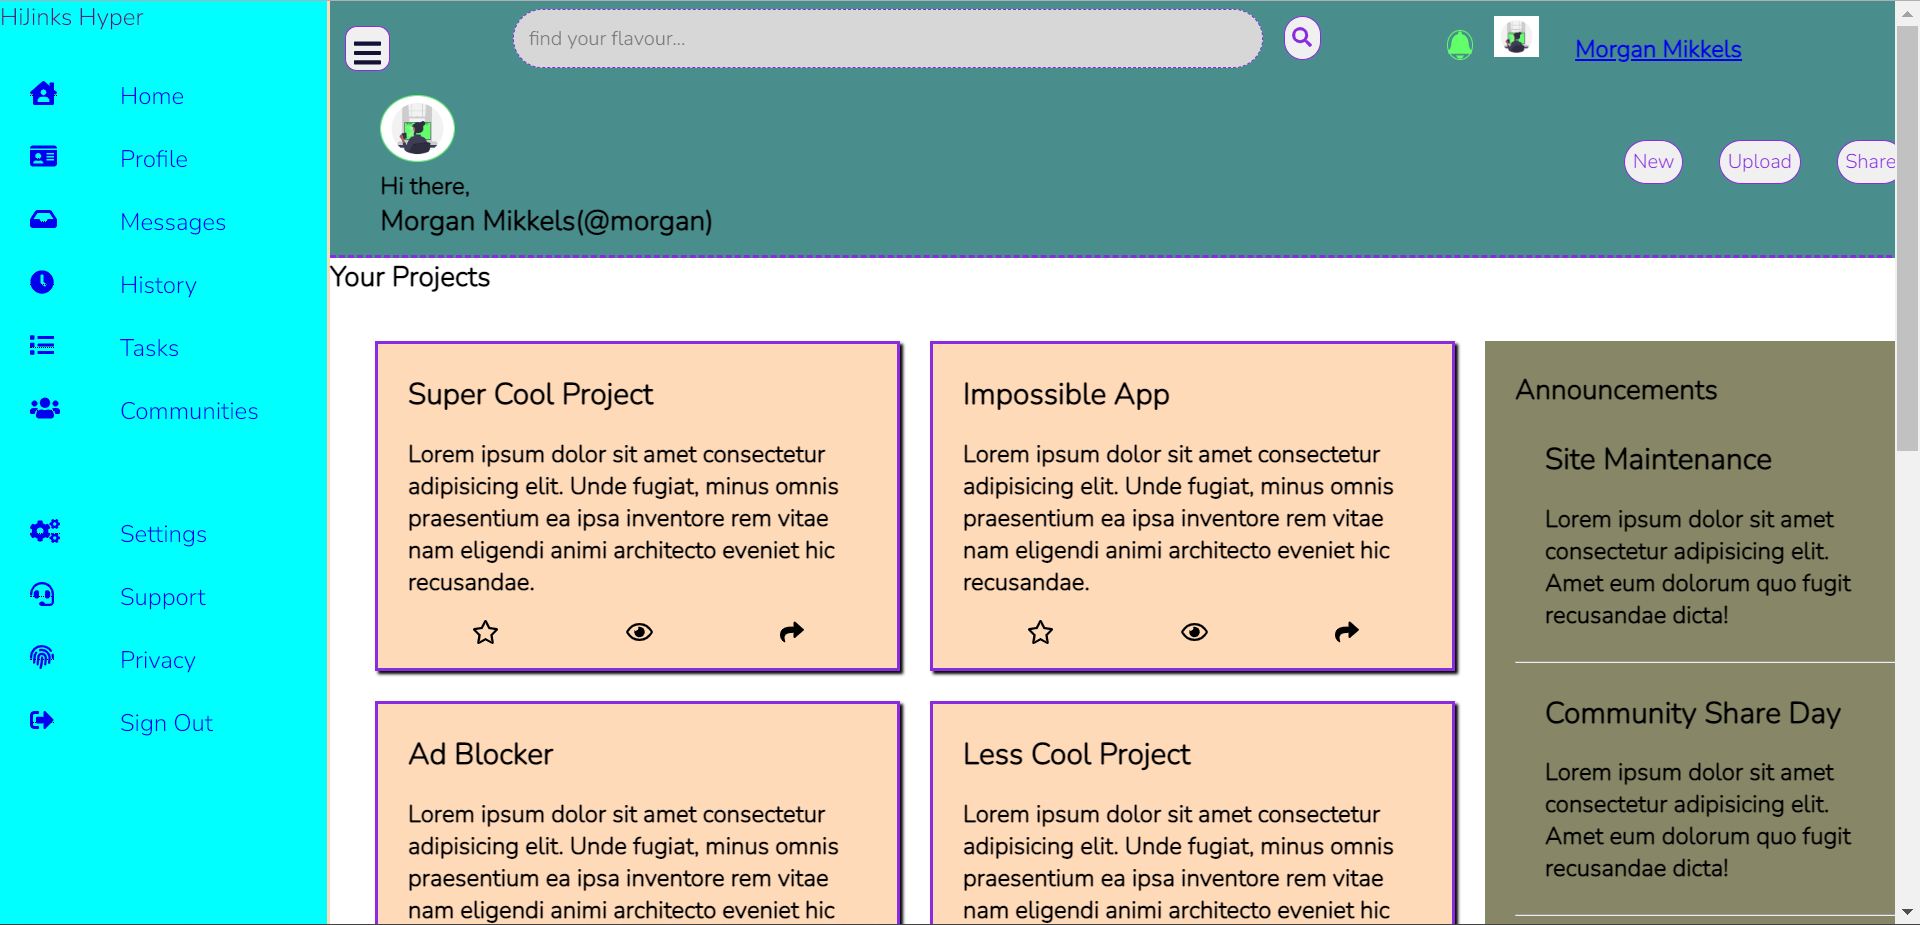 HiJinks Hyper
Home
Profile
Messages
History
Tasks
Communities
Settings
Support
Privacy
Sign Out
find your flavour...
Morgan Mikkels
Hi there,
Morgan Mikkels(@morgan)
New
Upload
Share
Your Projects
Super Cool Project
Lorem ipsum dolor sit amet consectetur
adipisicing elit. Unde fugiat, minus omnis
praesentium ea ipsa inventore rem vitae
nam eligendi animi architecto eveniet hic
recusandae.
Impossible App
Lorem ipsum dolor sit amet consectetur
adipisicing elit. Unde fugiat, minus omnis
praesentium ea ipsa inventore rem vitae
nam eligendi animi architecto eveniet hic
recusandae.
Ad Blocker
Lorem ipsum dolor sit amet consectetur
adipisicing elit. Unde fugiat, minus omnis
praesentium ea ipsa inventore rem vitae
nam eligendi animi architecto eveniet hic
Less Cool Project
Lorem ipsum dolor sit amet consectetur
adipisicing elit. Unde fugiat, minus omnis
praesentium ea ipsa inventore rem vitae
nam eligendi animi architecto eveniet hic
Announcements
Site Maintenance
Lorem ipsum dolor sit amet
consectetur adipisicing elit.
Amet eum dolorum quo fugit
recusandae dicta!
Community Share Day
Lorem ipsum dolor sit amet
consectetur adipisicing elit.
Amet eum dolorum quo fugit
recusandae dicta!